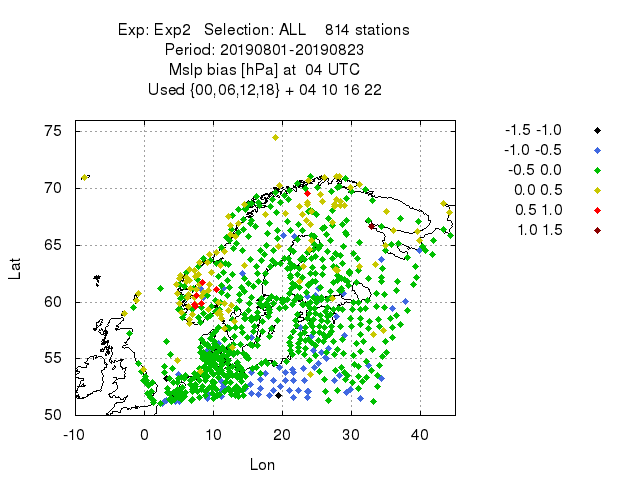 Exp: Exp2 Selection: ALL 814 stations
Period: 20190801-20190823
Mslp bias [hPa] at 04 UTC
Used {00,06,12,18} + 04 10 16 22
75
70
65
60
55
50
Lat
-10 0 10 20 30 40
Lon
-1.5 -1.0
-1.0 -0.5
-0.5 0.0
0.0 0.5
0.5 1.0
1.0 1.5